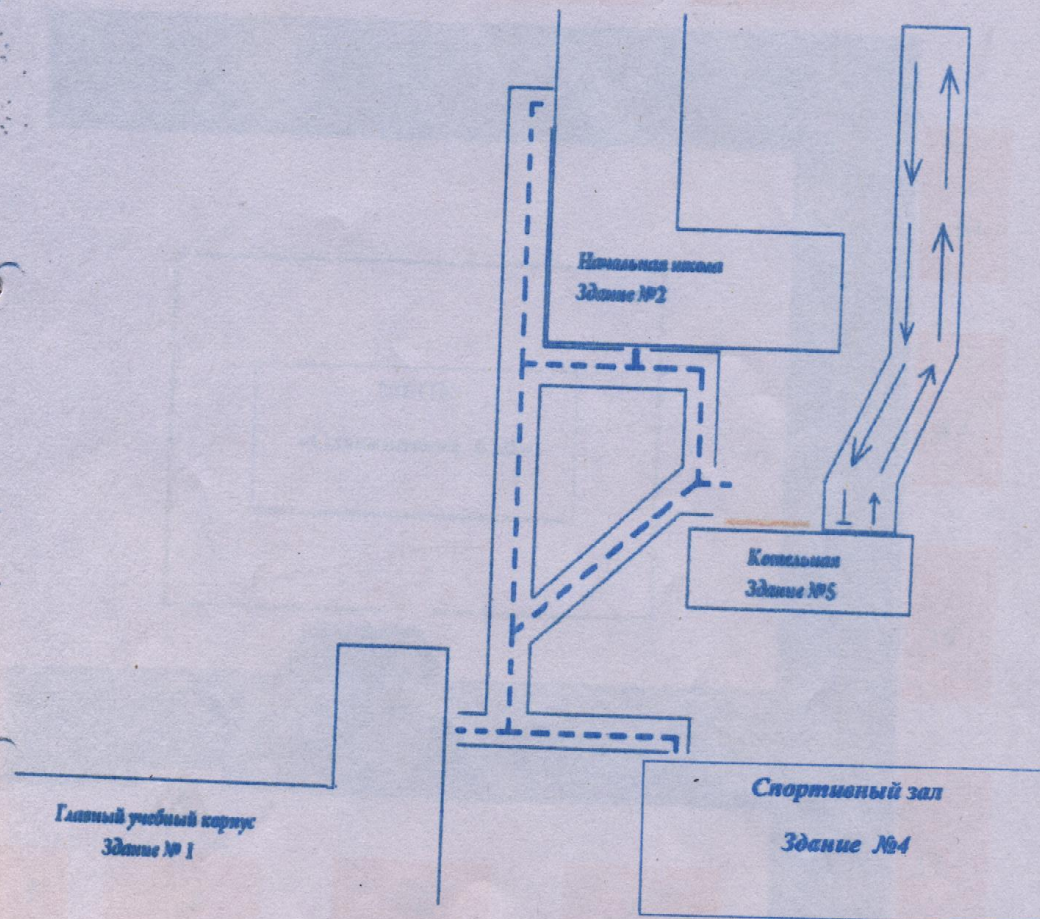 Начальная школа
Здание №2
Котельная
Здание №5
Спортивный зал
Здание №4
Главный учебный корпус
Здание № 1